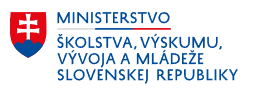 MINISTERSTVO
ŠKOLSTVA, VÝSKUMU,
VÝVOJA A MLÁDEŽE
SLOVENSKEJ REPUBLIKY